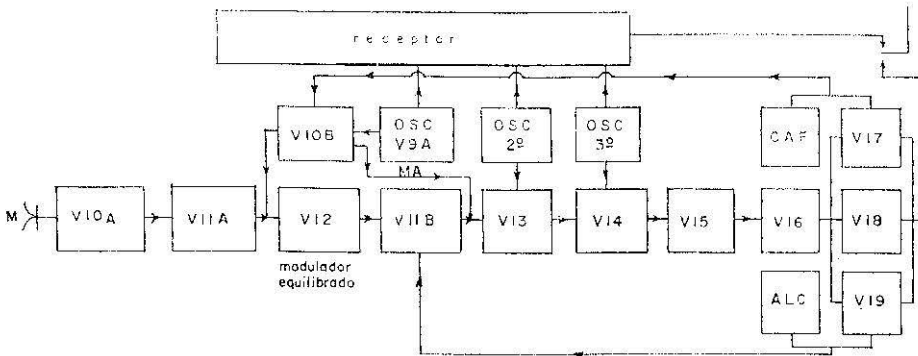 receptor
V10B
OSC
V9A
OSC
2º
OSC
3º
CAF
V17
MA
M
V10A
V11A
V12
V11B
V13
V14
V15
V16
V18
modulador
equilibrado
ALC
V19